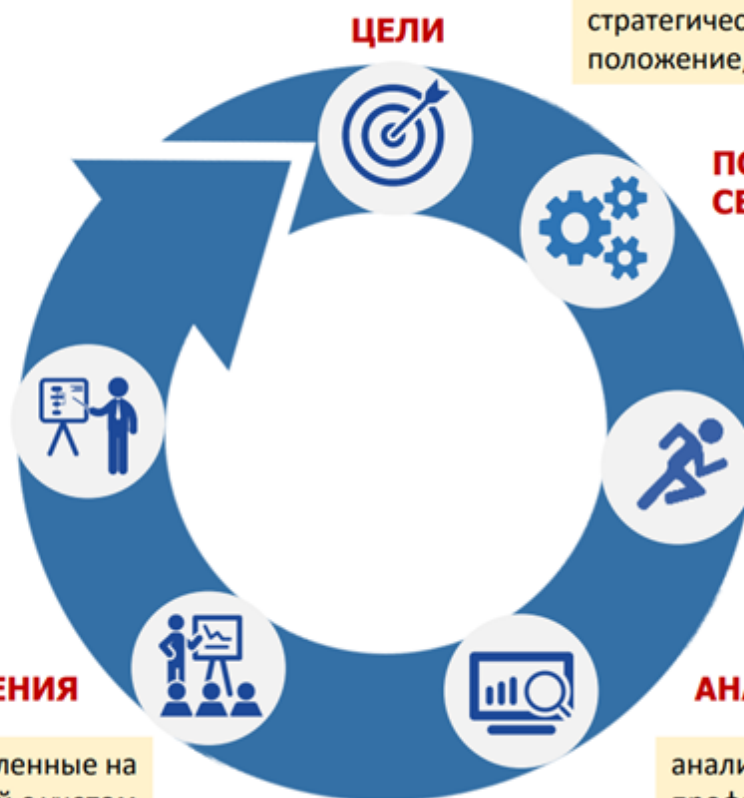 ЦЕЛИ
стратегичес
положение,
ПО
СЕ
ЕНИЯ
ленные на
АНА
анали